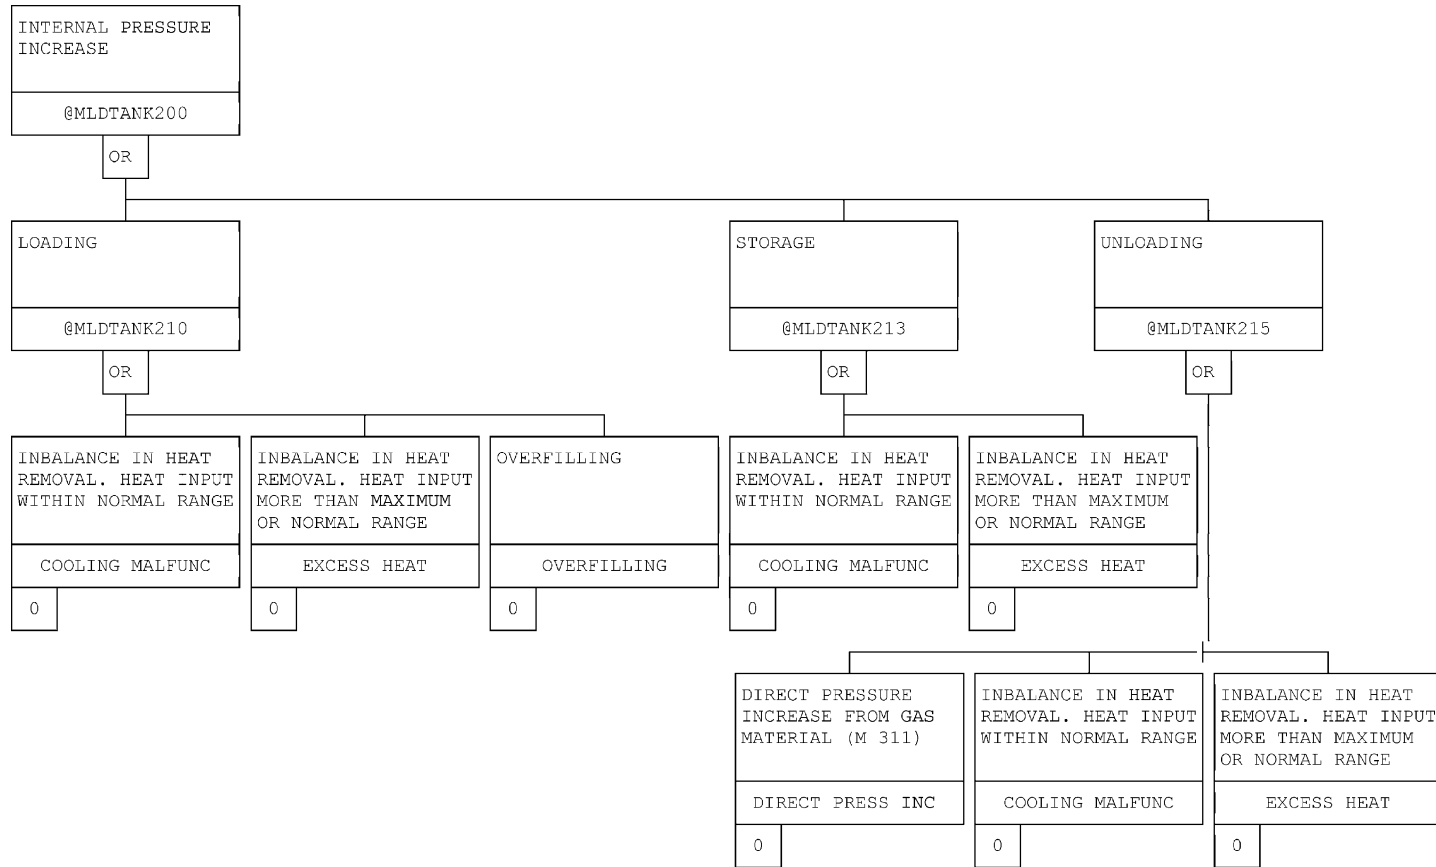 INTERNAL PRESSURE
INCREASE
@MLDTANK200
OR
LOADING
@MLDTANK210
OR
STORAGE
@MLDTANK213
OR
UNLOADING
@MLDTANK215
OR
INBALANCE IN HEAT
REMOVAL. HEAT INPUT
WITHIN NORMAL RANGE
COOLING MALFUNC
0
INBALANCE IN HEAT
REMOVAL. HEAT INPUT
MORE THAN MAXIMUM
OR NORMAL RANGE
EXCESS HEAT
0
OVERFILLING
OVERFILLING
0
INBALANCE IN HEAT
REMOVAL. HEAT INPUT
WITHIN NORMAL RANGE
COOLING MALFUNC
0
INBALANCE IN HEAT
REMOVAL. HEAT INPUT
MORE THAN MAXIMUM
OR NORMAL RANGE
EXCESS HEAT
0
DIRECT PRESSURE
INCREASE FROM GAS
MATERIAL (M 311)
DIRECT PRESS INC
0
INBALANCE IN HEAT
REMOVAL. HEAT INPUT
WITHIN NORMAL RANGE
COOLING MALFUNC
0
INBALANCE IN HEAT
REMOVAL. HEAT INPUT
MORE THAN MAXIMUM
OR NORMAL RANGE
EXCESS HEAT
0